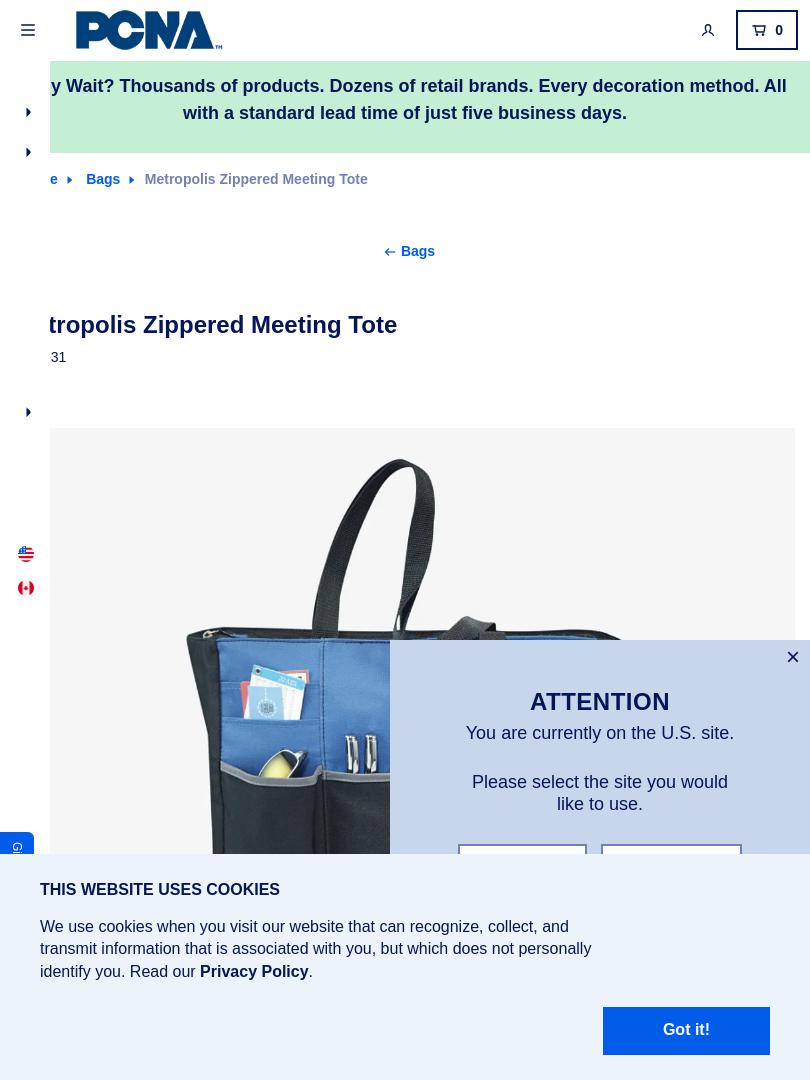 PCNA™
0
y Wait? Thousands of products. Dozens of retail brands. Every decoration method. All
with a standard lead time of just five business days.
e Bags Metropolis Zippered Meeting Tote
← Bags
tropolis Zippered Meeting Tote
31
ATTENTION
You are currently on the U.S. site.
Please select the site you would
like to use.
THIS WEBSITE USES COOKIES
We use cookies when you visit our website that can recognize, collect, and
transmit information that is associated with you, but which does not personally
identify you. Read our Privacy Policy.
Got it!